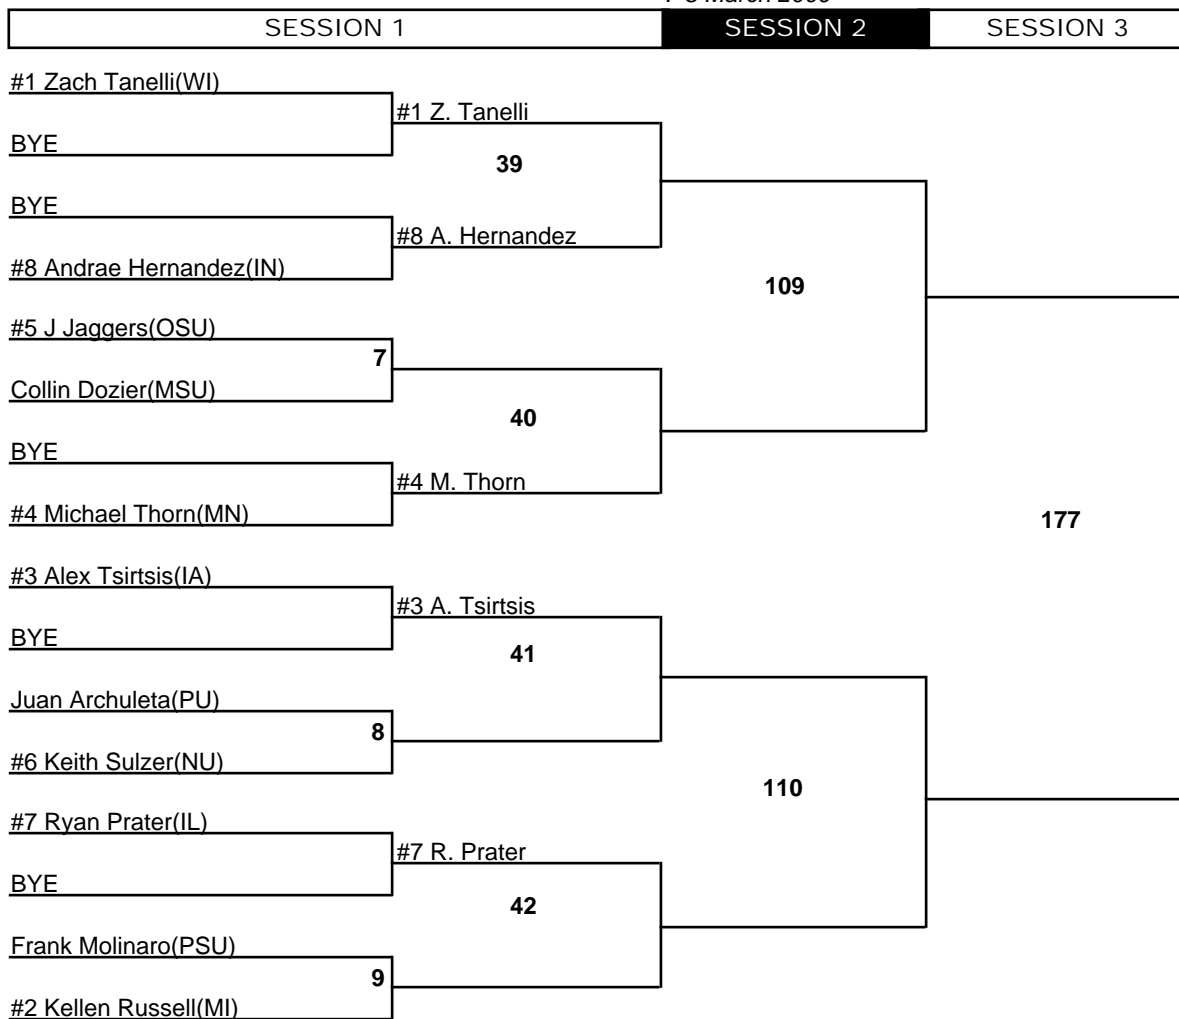 SESSION 1
SESSION 2
SESSION 3
#1 Zach Tanelli(WI)
#1 Z. Tanelli
BYE
39
BYE
#8 A. Hernandez
#8 Andrae Hernandez(IN)
109
#5 J Jaggers(OSU)
7
Collin Dozier(MSU)
40
BYE
#4 M. Thorn
#4 Michael Thorn(MN)
177
#3 Alex Tsirtsis(IA)
#3 A. Tsirtsis
BYE
41
Juan Archuleta(PU)
8
#6 Keith Sulzer(NU)
110
#7 Ryan Prater(IL)
#7 R. Prater
BYE
42
Frank Molinaro(PSU)
9
#2 Kellen Russell(MI)